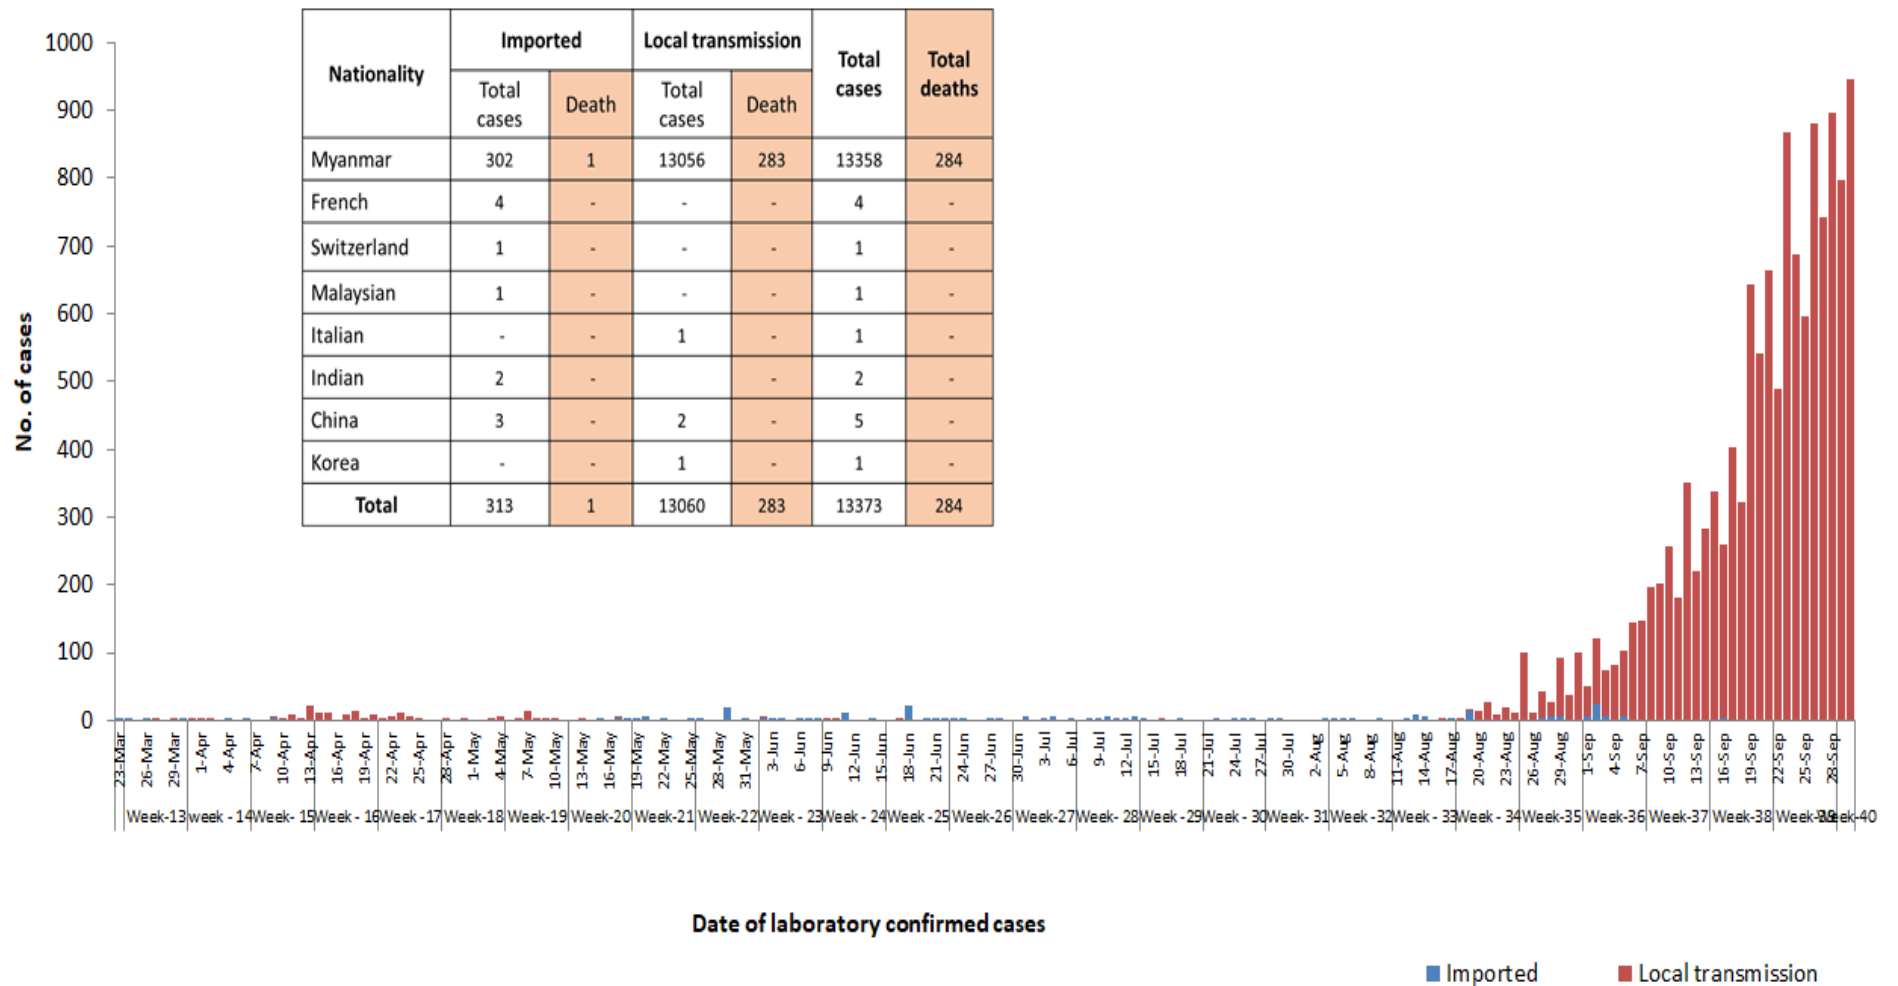 1000
900
800
700
600
500
400
300
200
100
0
No. of cases
Nationality Imported Local transmission Total cases Total deaths
Total cases Death Total cases Death
Myanmar 302 1 13056 283 13358 284
French 4 - - - 4 -
Switzerland 1 - - - 1 -
Malaysian 1 - - - 1 -
Italian - - 1 - 1 -
Indian 2 - - 2 -
China 3 - 2 - 5 -
Korea - - 1 - 1 -
Total 313 1 13060 283 13373 284
23-Mar 26-Mar 29-Mar 1-Apr 4-Apr 7-Apr 10-Apr 13-Apr 16-Apr 19-Apr 22-Apr 25-Apr 28-Apr 1-May 4-May 7-May 10-May 13-May 16-May 19-May 22-May 25-May 28-May 31-May 3-Jun 6-Jun 9-Jun 12-Jun 15-Jun 18-Jun 21-Jun 24-Jun 27-Jun 30-Jun 3-Jul 6-Jul 9-Jul 12-Jul 15-Jul 18-Jul 21-Jul 24-Jul 27-Jul 30-Jul 2-Aug 5-Aug 8-Aug 11-Aug 14-Aug 17-Aug 20-Aug 23-Aug 26-Aug 29-Aug 1-Sep 4-Sep 7-Sep 10-Sep 13-Sep 16-Sep 19-Sep 22-Sep 25-Sep 28-Sep
Week-13 week - 14 Week- 15 Week - 16 Week -17 Week-18 Week-19 Week-20 Week-21 Week-22 Week - 23 Week - 24 Week -25 Week-26 Week-27 Week- 28 Week -29 Week - 30 Week- 31 Week -32 Week - 33 Week - 34 Week-35 Week-36 Week-37 Week-38 Week-39 Week-40
Date of laboratory confirmed cases
Imported Local transmission